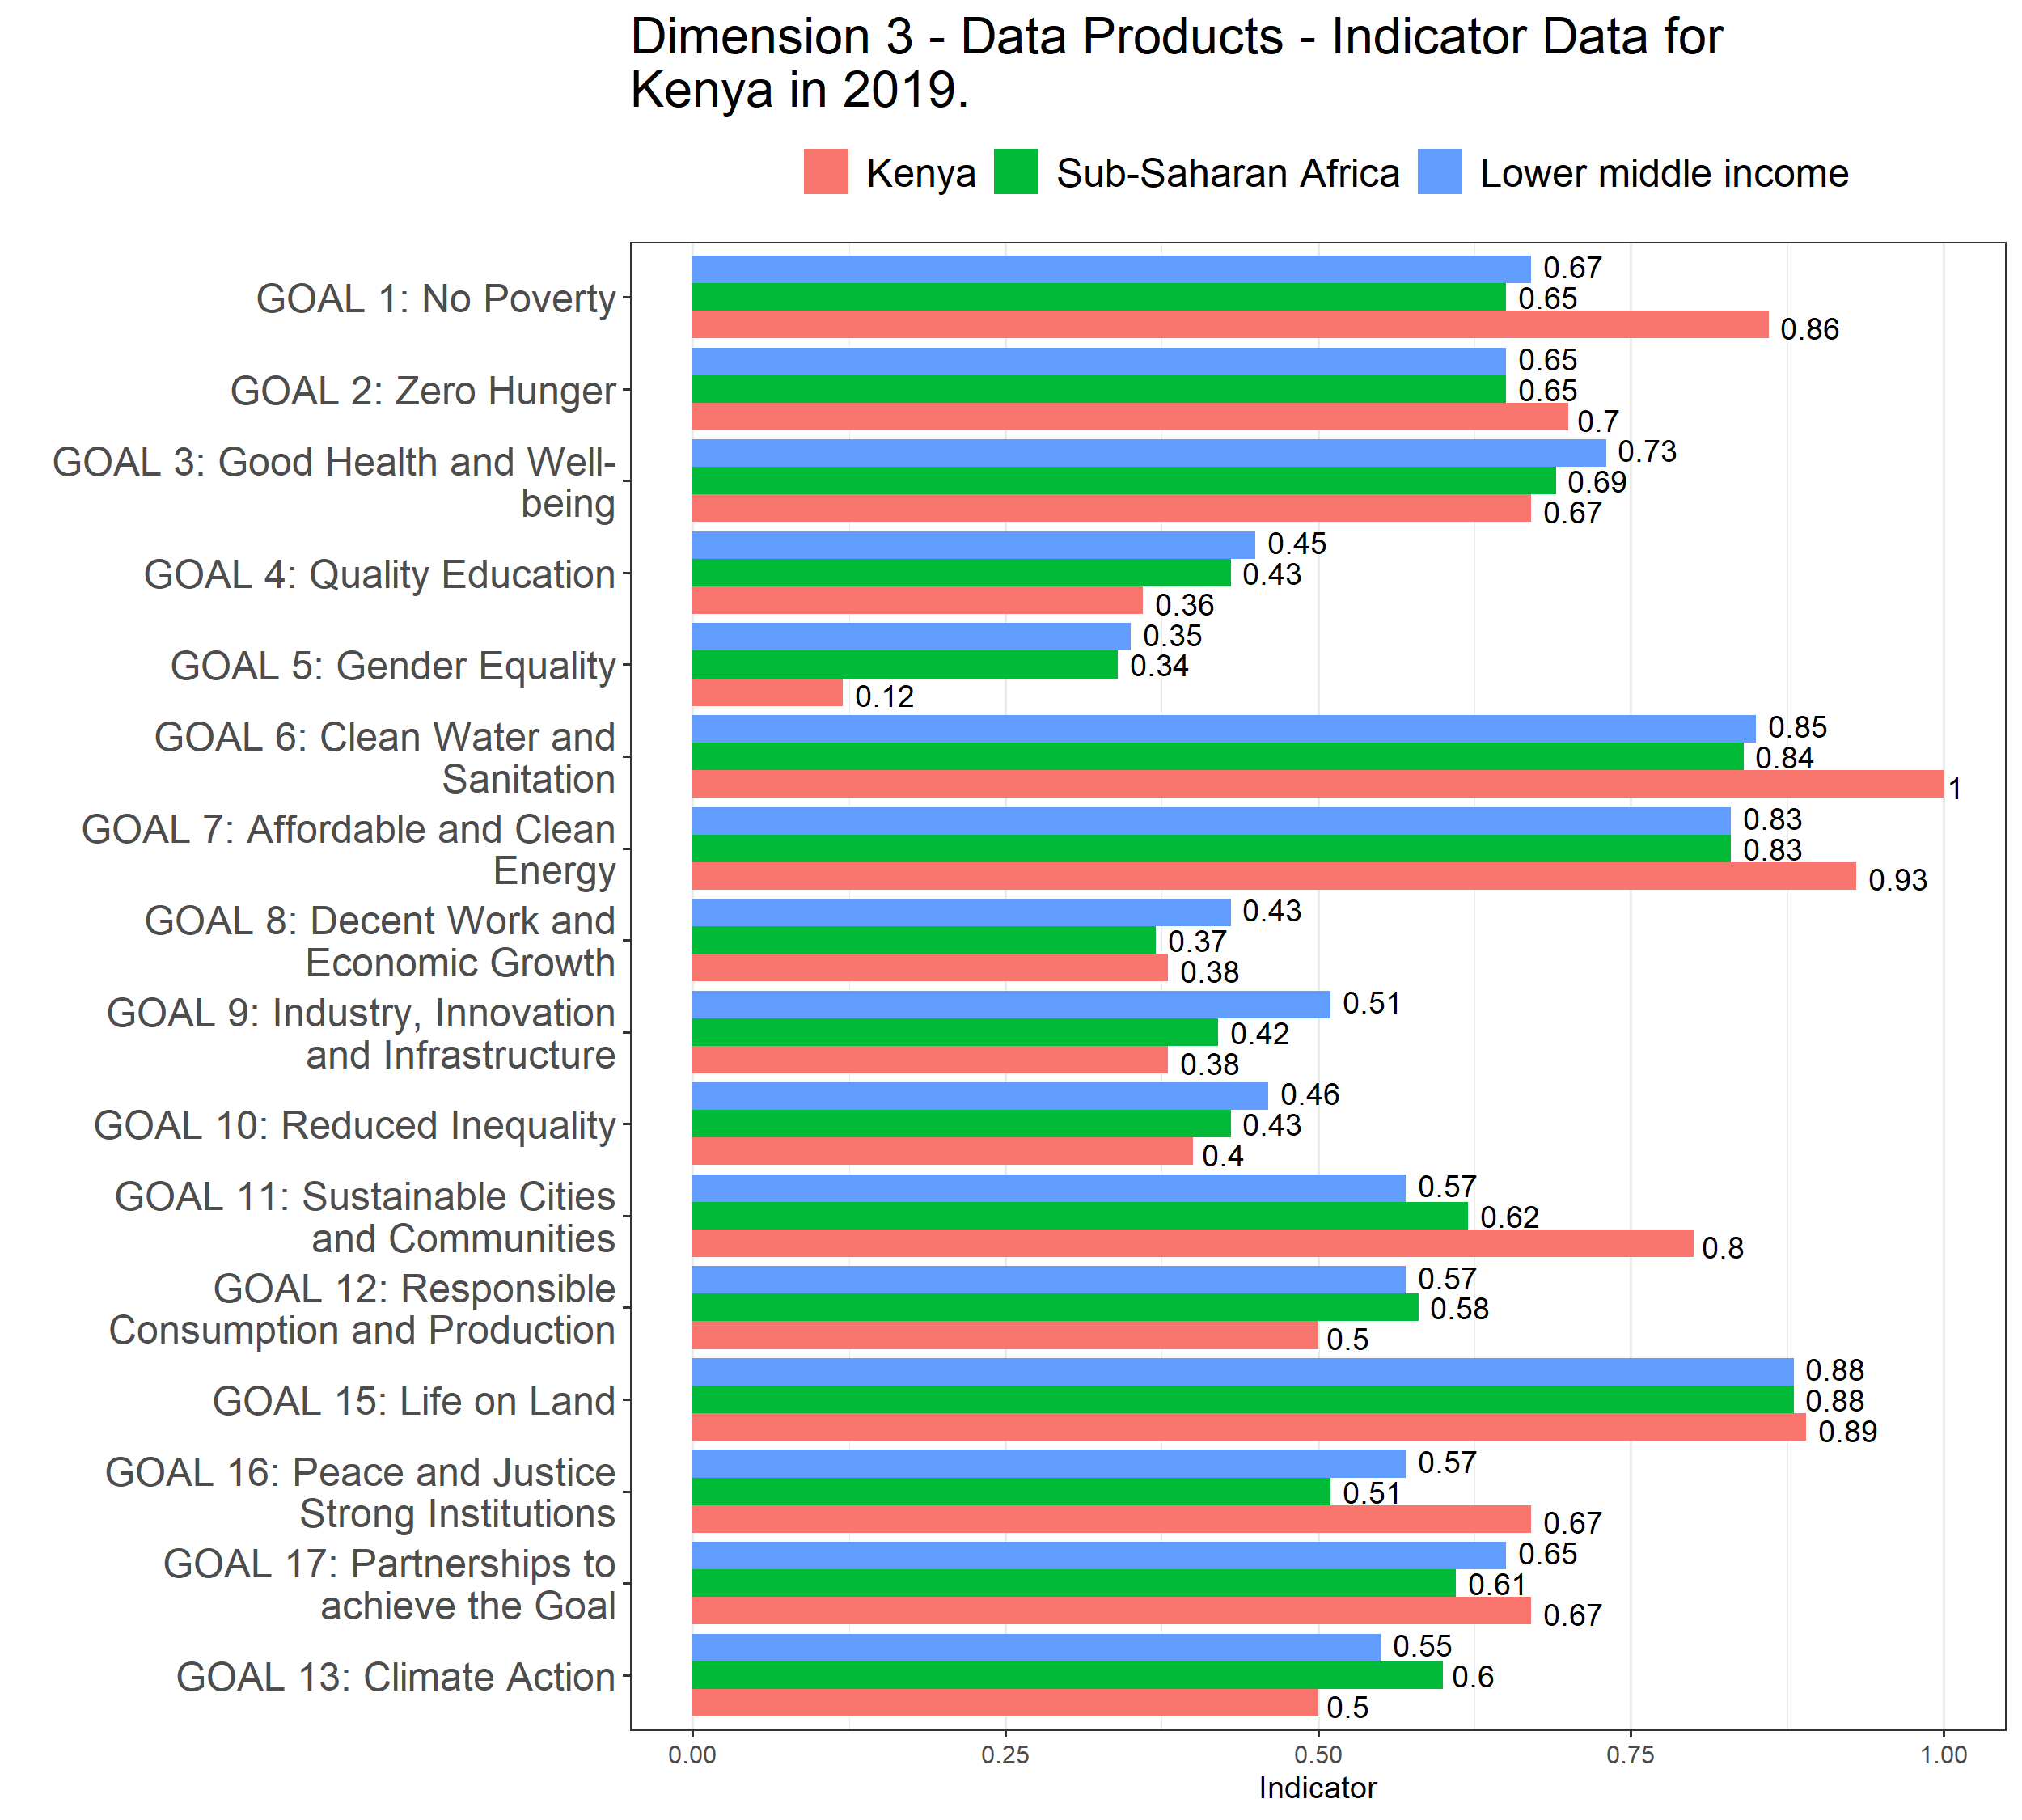 Dimension 3 - Data Products - Indicator Data for
Kenya in 2019.
Kenya Sub-Saharan Africa Lower middle income
GOAL 1: No Poverty
0.67
0.65
0.86
GOAL 2: Zero Hunger
0.65
0.65
0.7
GOAL 3: Good Health and Well-
being
0.73
0.69
0.67
GOAL 4: Quality Education
0.45
0.43
0.36
GOAL 5: Gender Equality
0.35
0.34
0.12
GOAL 6: Clean Water and
Sanitation
0.85
0.84
1
GOAL 7: Affordable and Clean
Energy
0.83
0.83
0.93
GOAL 8: Decent Work and
Economic Growth
0.43
0.37
0.38
GOAL 9: Industry, Innovation
and Infrastructure
0.51
0.42
0.38
GOAL 10: Reduced Inequality
0.46
0.43
0.4
GOAL 11: Sustainable Cities
and Communities
0.57
0.62
0.8
GOAL 12: Responsible
Consumption and Production
0.57
0.58
0.5
GOAL 15: Life on Land
0.88
0.88
0.89
GOAL 16: Peace and Justice
Strong Institutions
0.57
0.51
0.67
GOAL 17: Partnerships to
achieve the Goal
0.65
0.61
0.67
GOAL 13: Climate Action
0.55
0.6
0.5
0.00 0.25 0.50 0.75 1.00
Indicator